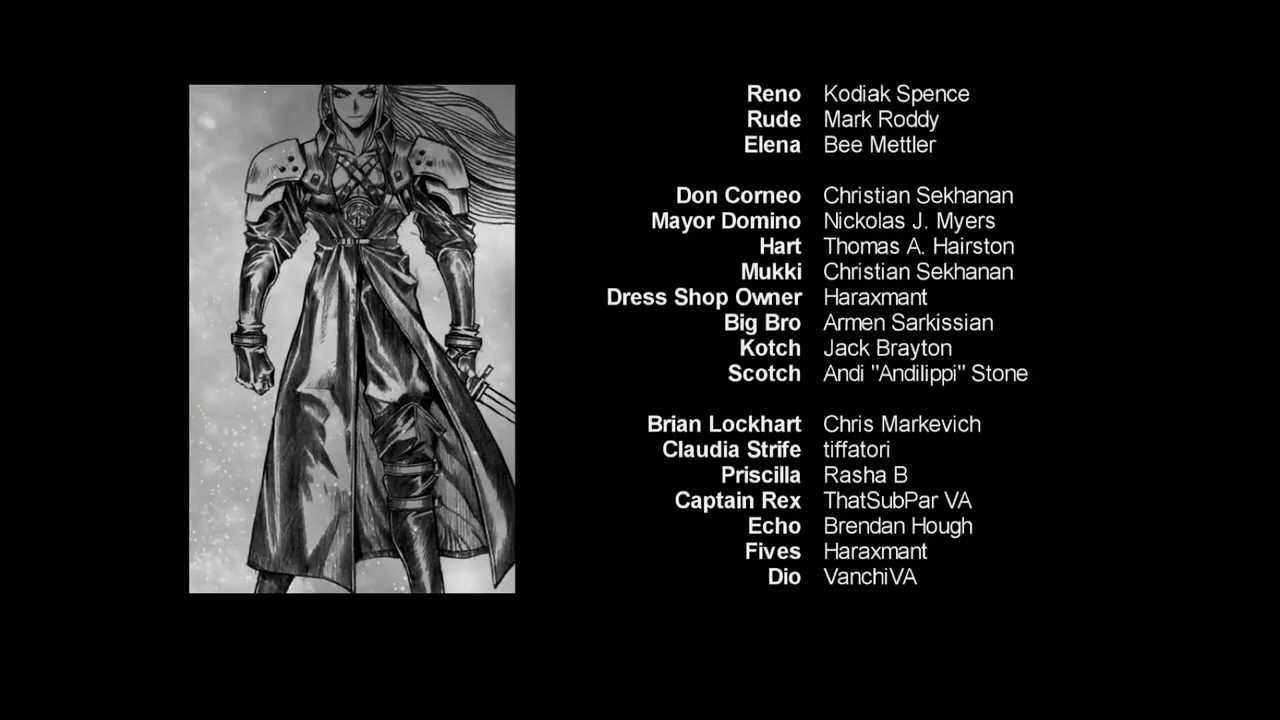 Reno Kodiak Spence
Rude Mark Roddy
Elena Bee Mettler
Don Corneo Christian Sekhanan
Mayor Domino Nickolas J. Myers
Hart Thomas A. Hairston
Mukki Christian Sekhanan
Dress Shop Owner Haraxmant
Big Bro Armen Sarkissian
Kotch Jack Brayton
Scotch Andi "Andilippi" Stone
Brian Lockhart Chris Markevich
Claudia Strife tiffatori
Priscilla Rasha B
Captain Rex ThatSubPar VA
Echo Brendan Hough
Fives Haraxmant
Dio VanchiVA